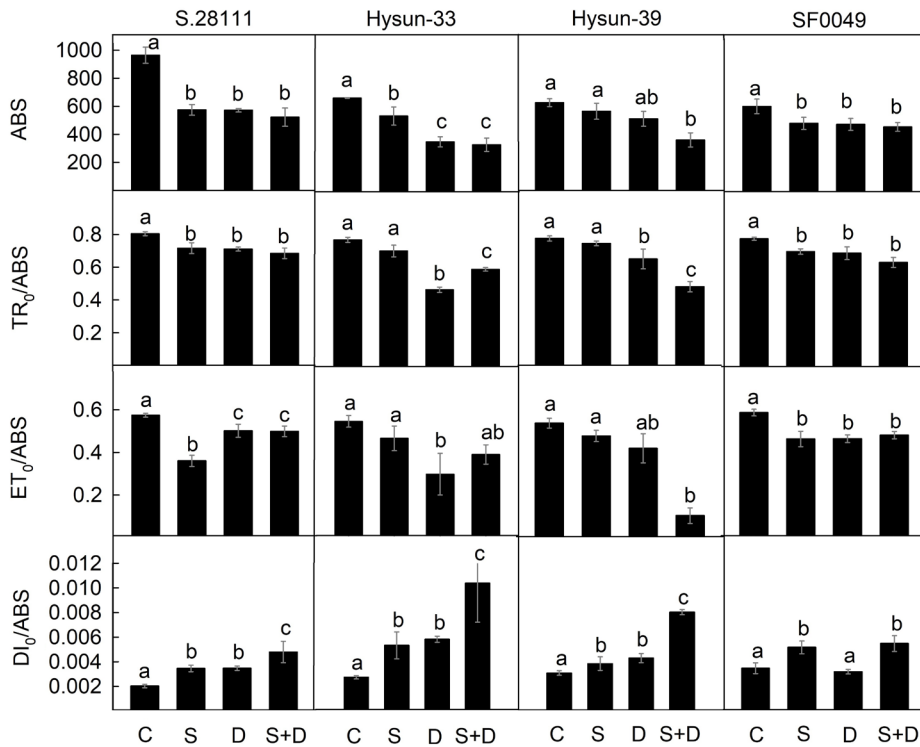 S.28111 Hysun-33 Hysun-39 SF0049
ABS
1000
800
600
400
200
a b b b
a b c c
a a ab b
a b b b
TR0/ABS
0.8
0.6
0.4
0.2
a b b b
a a b c
a a b c
a b b b
ET0/ABS
0.6
0.4
0.2
a b c c
a a b ab
a a ab b
a b b b
DI0/ABS
0.012
0.010
0.008
0.006
0.004
0.002
a b b c
a b b c
a b b c
a b a b
C S D S+D C S D S+D C S D S+D C S D S+D